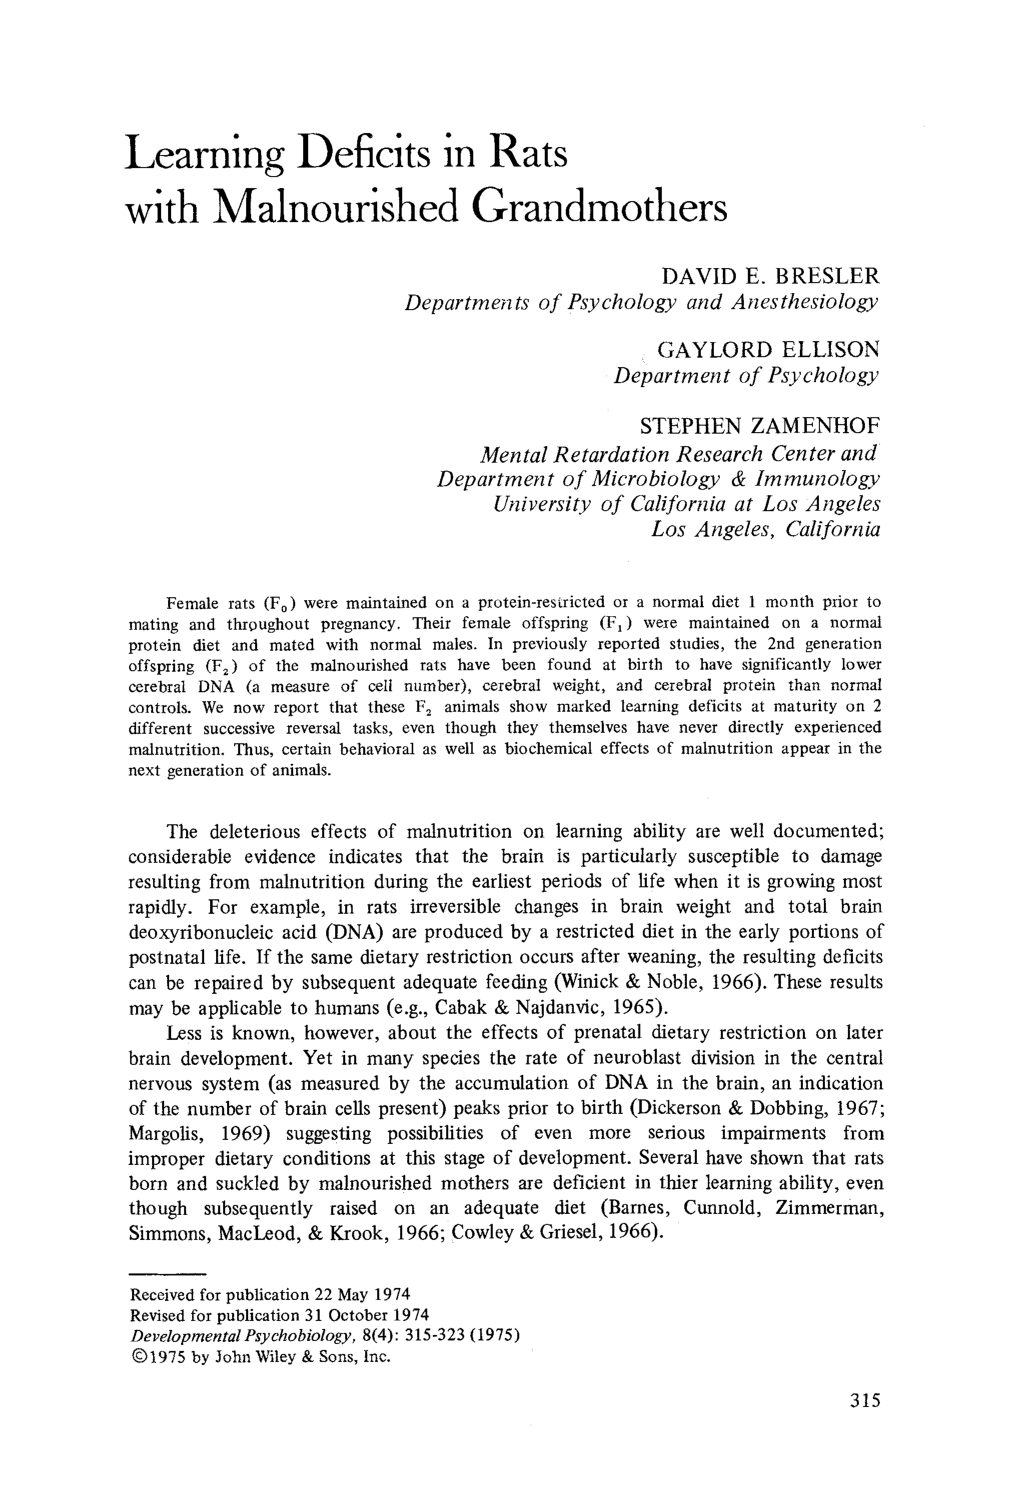 Learning Deficits in Rats
with Malnourished Grandmothers
DAVID E. BRESLER
Departments of Psychology and Anesthesiology
GAYLORD ELLISON
Department of Psychology
STEPHEN ZAMENHOF
Mental Retardation Research Center and
Department of Microbiology & Immunology
University of California at Los Angeles
Los Angeles, California
Female rats (F₀) were maintained on a protein-restricted or a normal diet 1 month prior to
mating and throughout pregnancy. Their female offspring (F₁) were maintained on a normal
protein diet and mated with normal males. In previously reported studies, the 2nd generation
offspring (F₂) of the malnourished rats have been found at birth to have significantly lower
cerebral DNA (a measure of cell number), cerebral weight, and cerebral protein than normal
controls. We now report that these F₂ animals show marked learning deficits at maturity on 2
different successive reversal tasks, even though they themselves have never directly experienced
malnutrition. Thus, certain behavioral as well as biochemical effects of malnutrition appear in the
next generation of animals.
The deleterious effects of malnutrition on learning ability are well documented;
considerable evidence indicates that the brain is particularly susceptible to damage
resulting from malnutrition during the earliest periods of life when it is growing most
rapidly. For example, in rats irreversible changes in brain weight and total brain
deoxyribonucleic acid (DNA) are produced by a restricted diet in the early portions of
postnatal life. If the same dietary restriction occurs after weaning, the resulting deficits
can be repaired by subsequent adequate feeding (Winick & Noble, 1966). These results
may be applicable to humans (e.g., Cabak & Najdanvic, 1965).
Less is known, however, about the effects of prenatal dietary restriction on later
brain development. Yet in many species the rate of neuroblast division in the central
nervous system (as measured by the accumulation of DNA in the brain, an indication
of the number of brain cells present) peaks prior to birth (Dickerson & Dobbing, 1967;
Margolis, 1969) suggesting possibilities of even more serious impairments from
improper dietary conditions at this stage of development. Several have shown that rats
born and suckled by malnourished mothers are deficient in thier learning ability, even
though subsequently raised on an adequate diet (Barnes, Cunnold, Zimmerman,
Simmons, MacLeod, & Krook, 1966; Cowley & Griesel, 1966).
Received for publication 22 May 1974
Revised for publication 31 October 1974
Developmental Psychobiology, 8(4): 315-323 (1975)
©1975 by John Wiley & Sons, Inc.
315